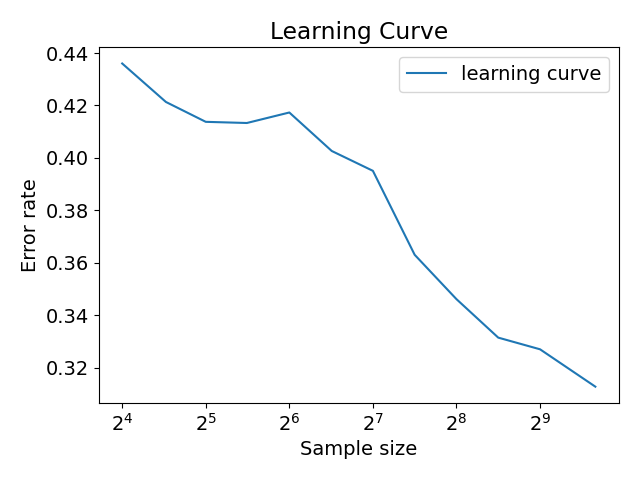 Learning Curve
learning curve
0.44
0.42
0.40
0.38
0.36
0.34
0.32
Error rate
2⁴ 2⁵ 2⁶ 2⁷ 2⁸ 2⁹
Sample size